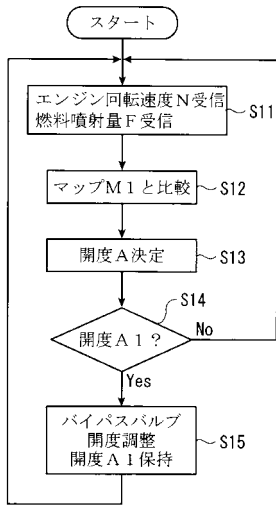 スタート
エンジン回転速度N受信
燃料噴射量F受信
S11
マップM1と比較
S12
開度A決定
S13
S14
開度A1?
No
Yes
バイパスバルブ
開度調整
開度A1保持
S15